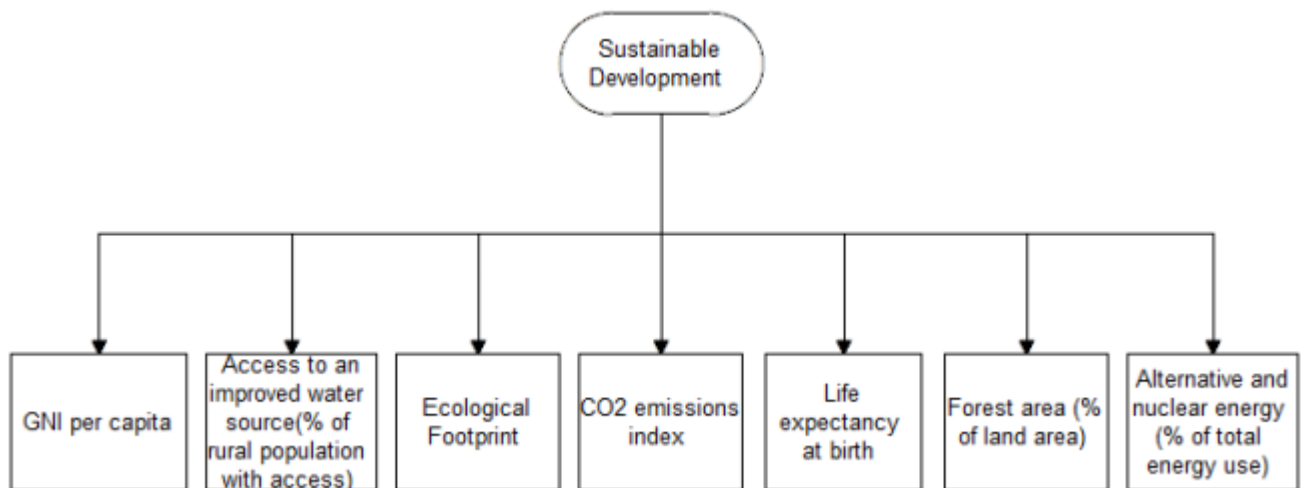 Sustainable
Development
GNI per capita
Access to an
improved water
source(% of
rural population
with access)
Ecological
Footprint
CO2 emissions
index
Life
expectancy
at birth
Forest area (%
of land area)
Alternative and
nuclear energy
(% of total
energy use)